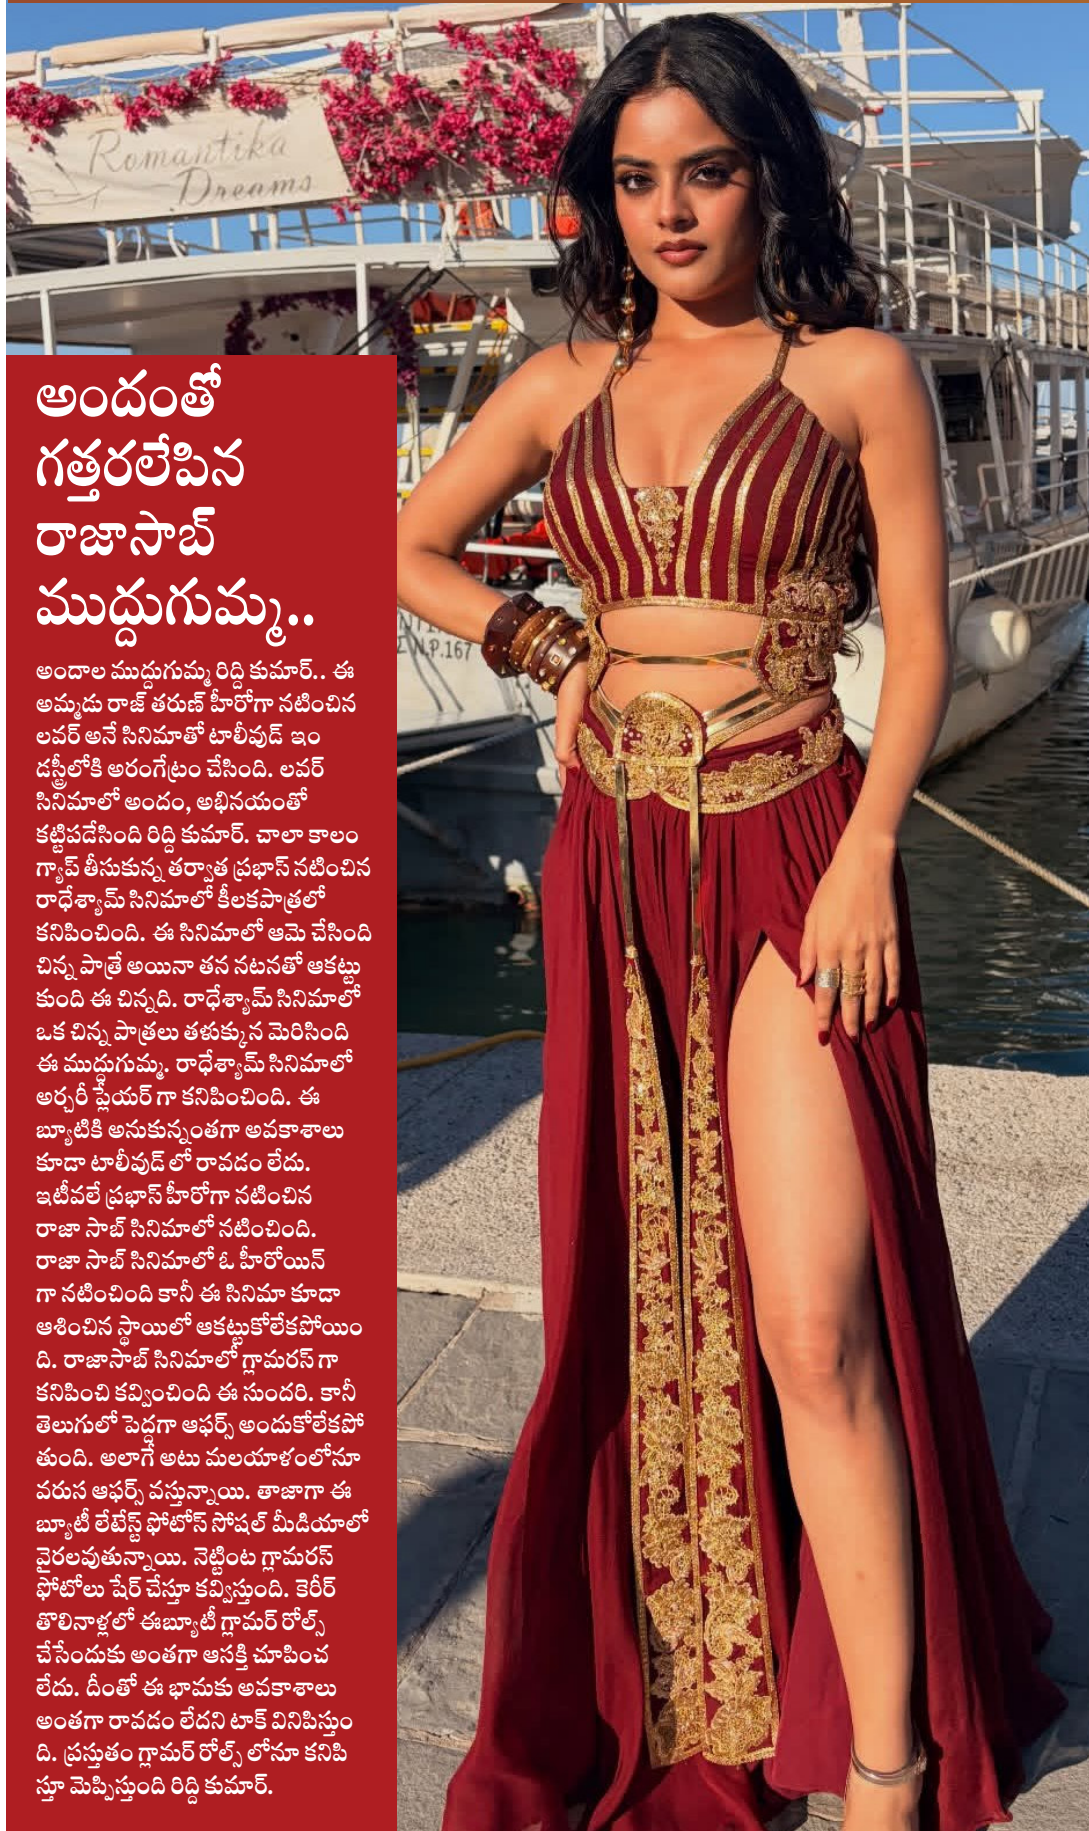 Romantika
Dreams
N.P.167
అందంతో
గత్తరలేపిన
రాజాసాబ్
ముద్దుగుమ్మ..
అందాల ముద్దుగుమ్మ రిద్ది కుమార్.. ఈ
అమ్మడు రాజ్ తరుణ్ హీరోగా నటించిన
లవర్ అనే సినిమాతో టాలీవుడ్ ఇం
డస్ట్రీలోకి అరంగేట్రం చేసింది. లవర్
సినిమాలో అందం, అభినయంతో
కట్టిపడేసింది రిద్ది కుమార్. చాలా కాలం
గ్యాప్ తీసుకున్న తర్వాత ప్రభాస్ నటించిన
రాధేశ్యామ్ సినిమాలో కీలకపాత్రలో
కనిపించింది. ఈ సినిమాలో ఆమె చేసింది
చిన్న పాత్రే అయినా తన నటనతో ఆకట్టు
కుంది ఈ చిన్నది. రాధేశ్యామ్ సినిమాలో
ఒక చిన్న పాత్రలు తళుక్కున మెరిసింది
ఈ ముద్దుగుమ్మ. రాధేశ్యామ్ సినిమాలో
అర్చరీ ప్లేయర్ గా కనిపించింది. ఈ
బ్యూటికి అనుకున్నంతగా అవకాశాలు
కూడా టాలీవుడ్ లో రావడం లేదు.
ఇటీవలే ప్రభాస్ హీరోగా నటించిన
రాజా సాబ్ సినిమాలో నటించింది.
రాజా సాబ్ సినిమాలో ఓ హీరోయిన్
గా నటించింది కానీ ఈ సినిమా కూడా
ఆశించిన స్థాయిలో ఆకట్టుకోలేకపోయిం
ది. రాజాసాబ్ సినిమాలో గ్లామరస్ గా
కనిపించి కవ్వించింది ఈ సుందరి. కానీ
తెలుగులో పెద్దగా ఆఫర్స్ అందుకోలేకపో
తుంది. అలాగే అటు మలయాళంలోనూ
వరుస ఆఫర్స్ వస్తున్నాయి. తాజాగా ఈ
బ్యూటీ లేటేస్ట్ ఫోటోస్ సోషల్ మీడియాలో
వైరలవుతున్నాయి. నెట్టింట గ్లామరస్
ఫోటోలు షేర్ చేస్తూ కవ్విస్తుంది. కెరీర్
తొలినాళ్లలో ఈబ్యూటీ గ్లామర్ రోల్స్
చేసేందుకు అంతగా ఆసక్తి చూపించ
లేదు. దీంతో ఈ భామకు అవకాశాలు
అంతగా రావడం లేదని టాక్ వినిపిస్తుం
ది. ప్రస్తుతం గ్లామర్ రోల్స్ లోనూ కనిపి
స్తూ మెప్పిస్తుంది రిద్ది కుమార్.